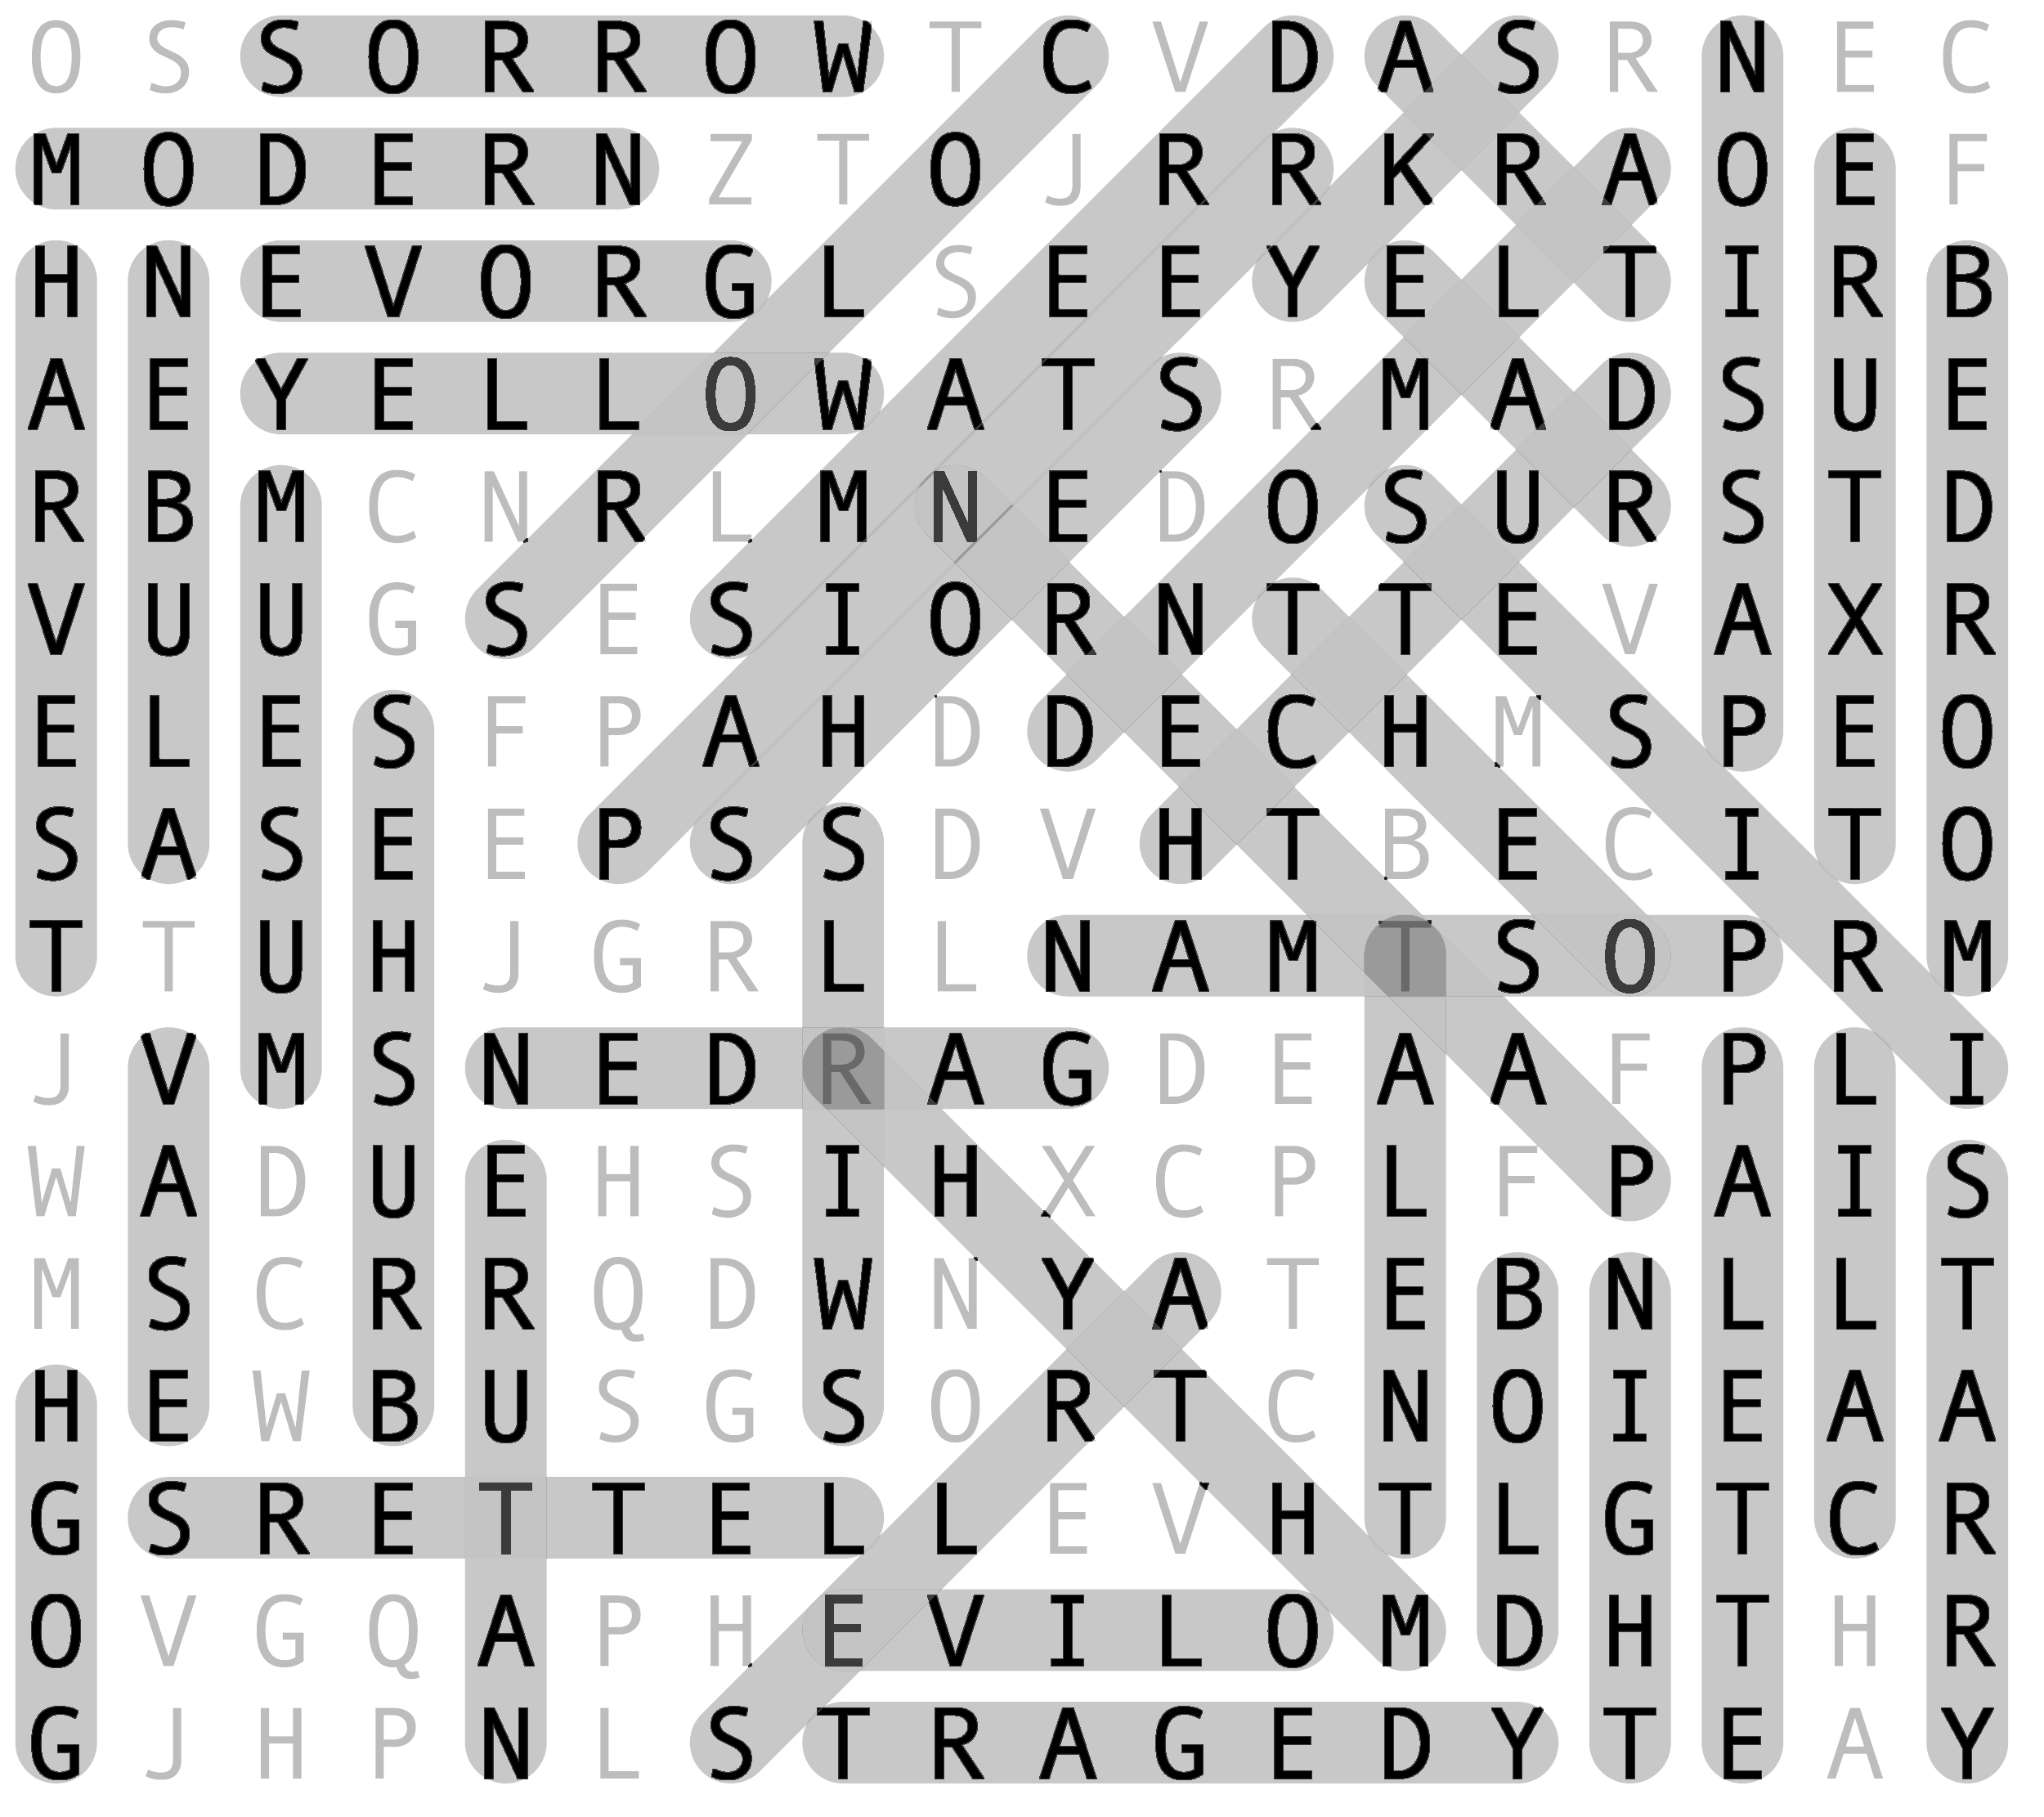 O S S O R R O W T C V D A S R N E C
M O D E R N Z T O J R R K R A O E F
H N E V O R G L S E E Y E L T I R B
A E Y E L L O W A T S R M A D S U E
R B M C N R L M N E D O S U R S T D
V U U G S E S I O R N T T E V A X R
E L E S F P A H D D E C H M S P E O
S A S E E P S S D V H T B E C I T O
T T U H J G R L L N A M T S O P R M
J V M S N E D R A G D E A A F P L I
W A D U E H S I H X C P L F P A I S
M S C R R Q D W N Y A T E B N L L T
H E W B U S G S O R T C N O I E A A
G S R E T T E L L E V H T L G T C R
O V G Q A P H E V I L O M D H T H R
G J H P N L S T R A G E D Y T E A Y